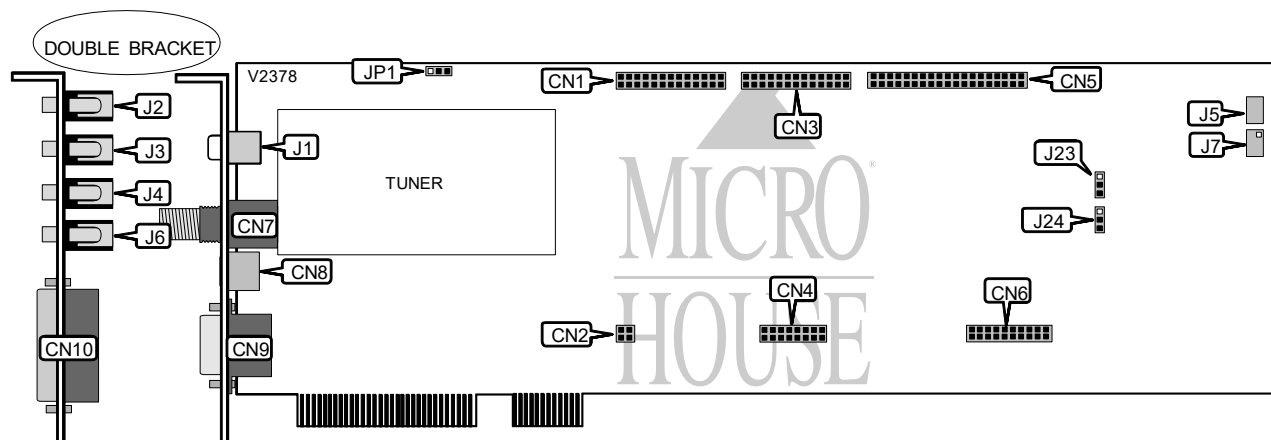 DOUBLE BRACKET
V2378
JP1
CN1
CN3
CN5
J2
J3
J4
J6
J1
J5
J7
J23
J24
TUNER
CN7
CN8
CN2
CN4
CN6
CN10
CN9
MICRO®
HOUSE